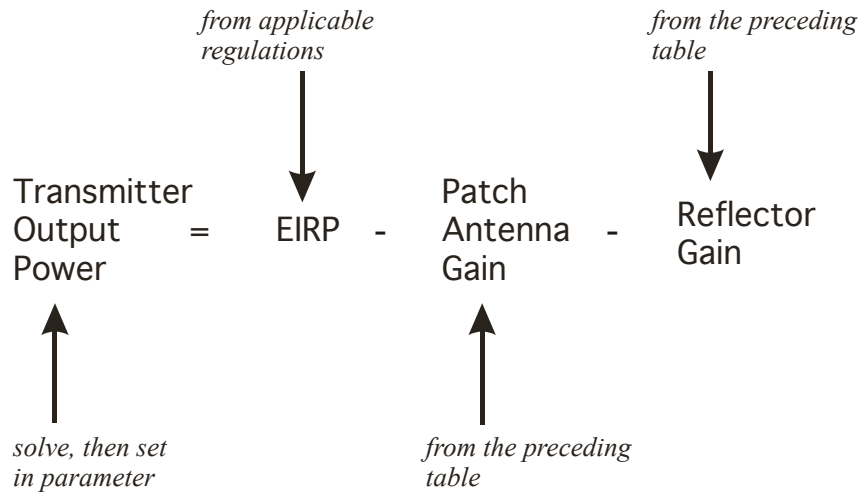 from applicable
regulations
from the preceding
table
Transmitter
Output
Power
=
EIRP
-
Patch
Antenna
Gain
-
Reflector
Gain
solve, then set
in parameter
from the preceding
table